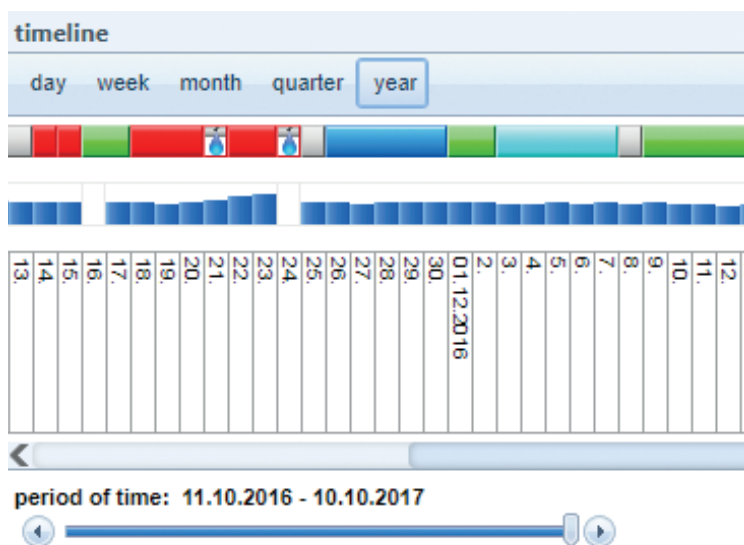 timeline
day week month quarter year
13. 14. 15. 16. 17. 18. 19. 20. 21. 22. 23. 24. 25. 26. 27. 28. 29. 30. 01.12.2016 2. 3. 4. 5. 6. 7. 8. 9. 10. 11. 12.
period of time: 11.10.2016 - 10.10.2017